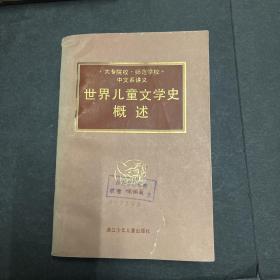 ·大专院校·师范学校·
中文系讲义
世界儿童文学史
概述
浙江少年儿童出版社